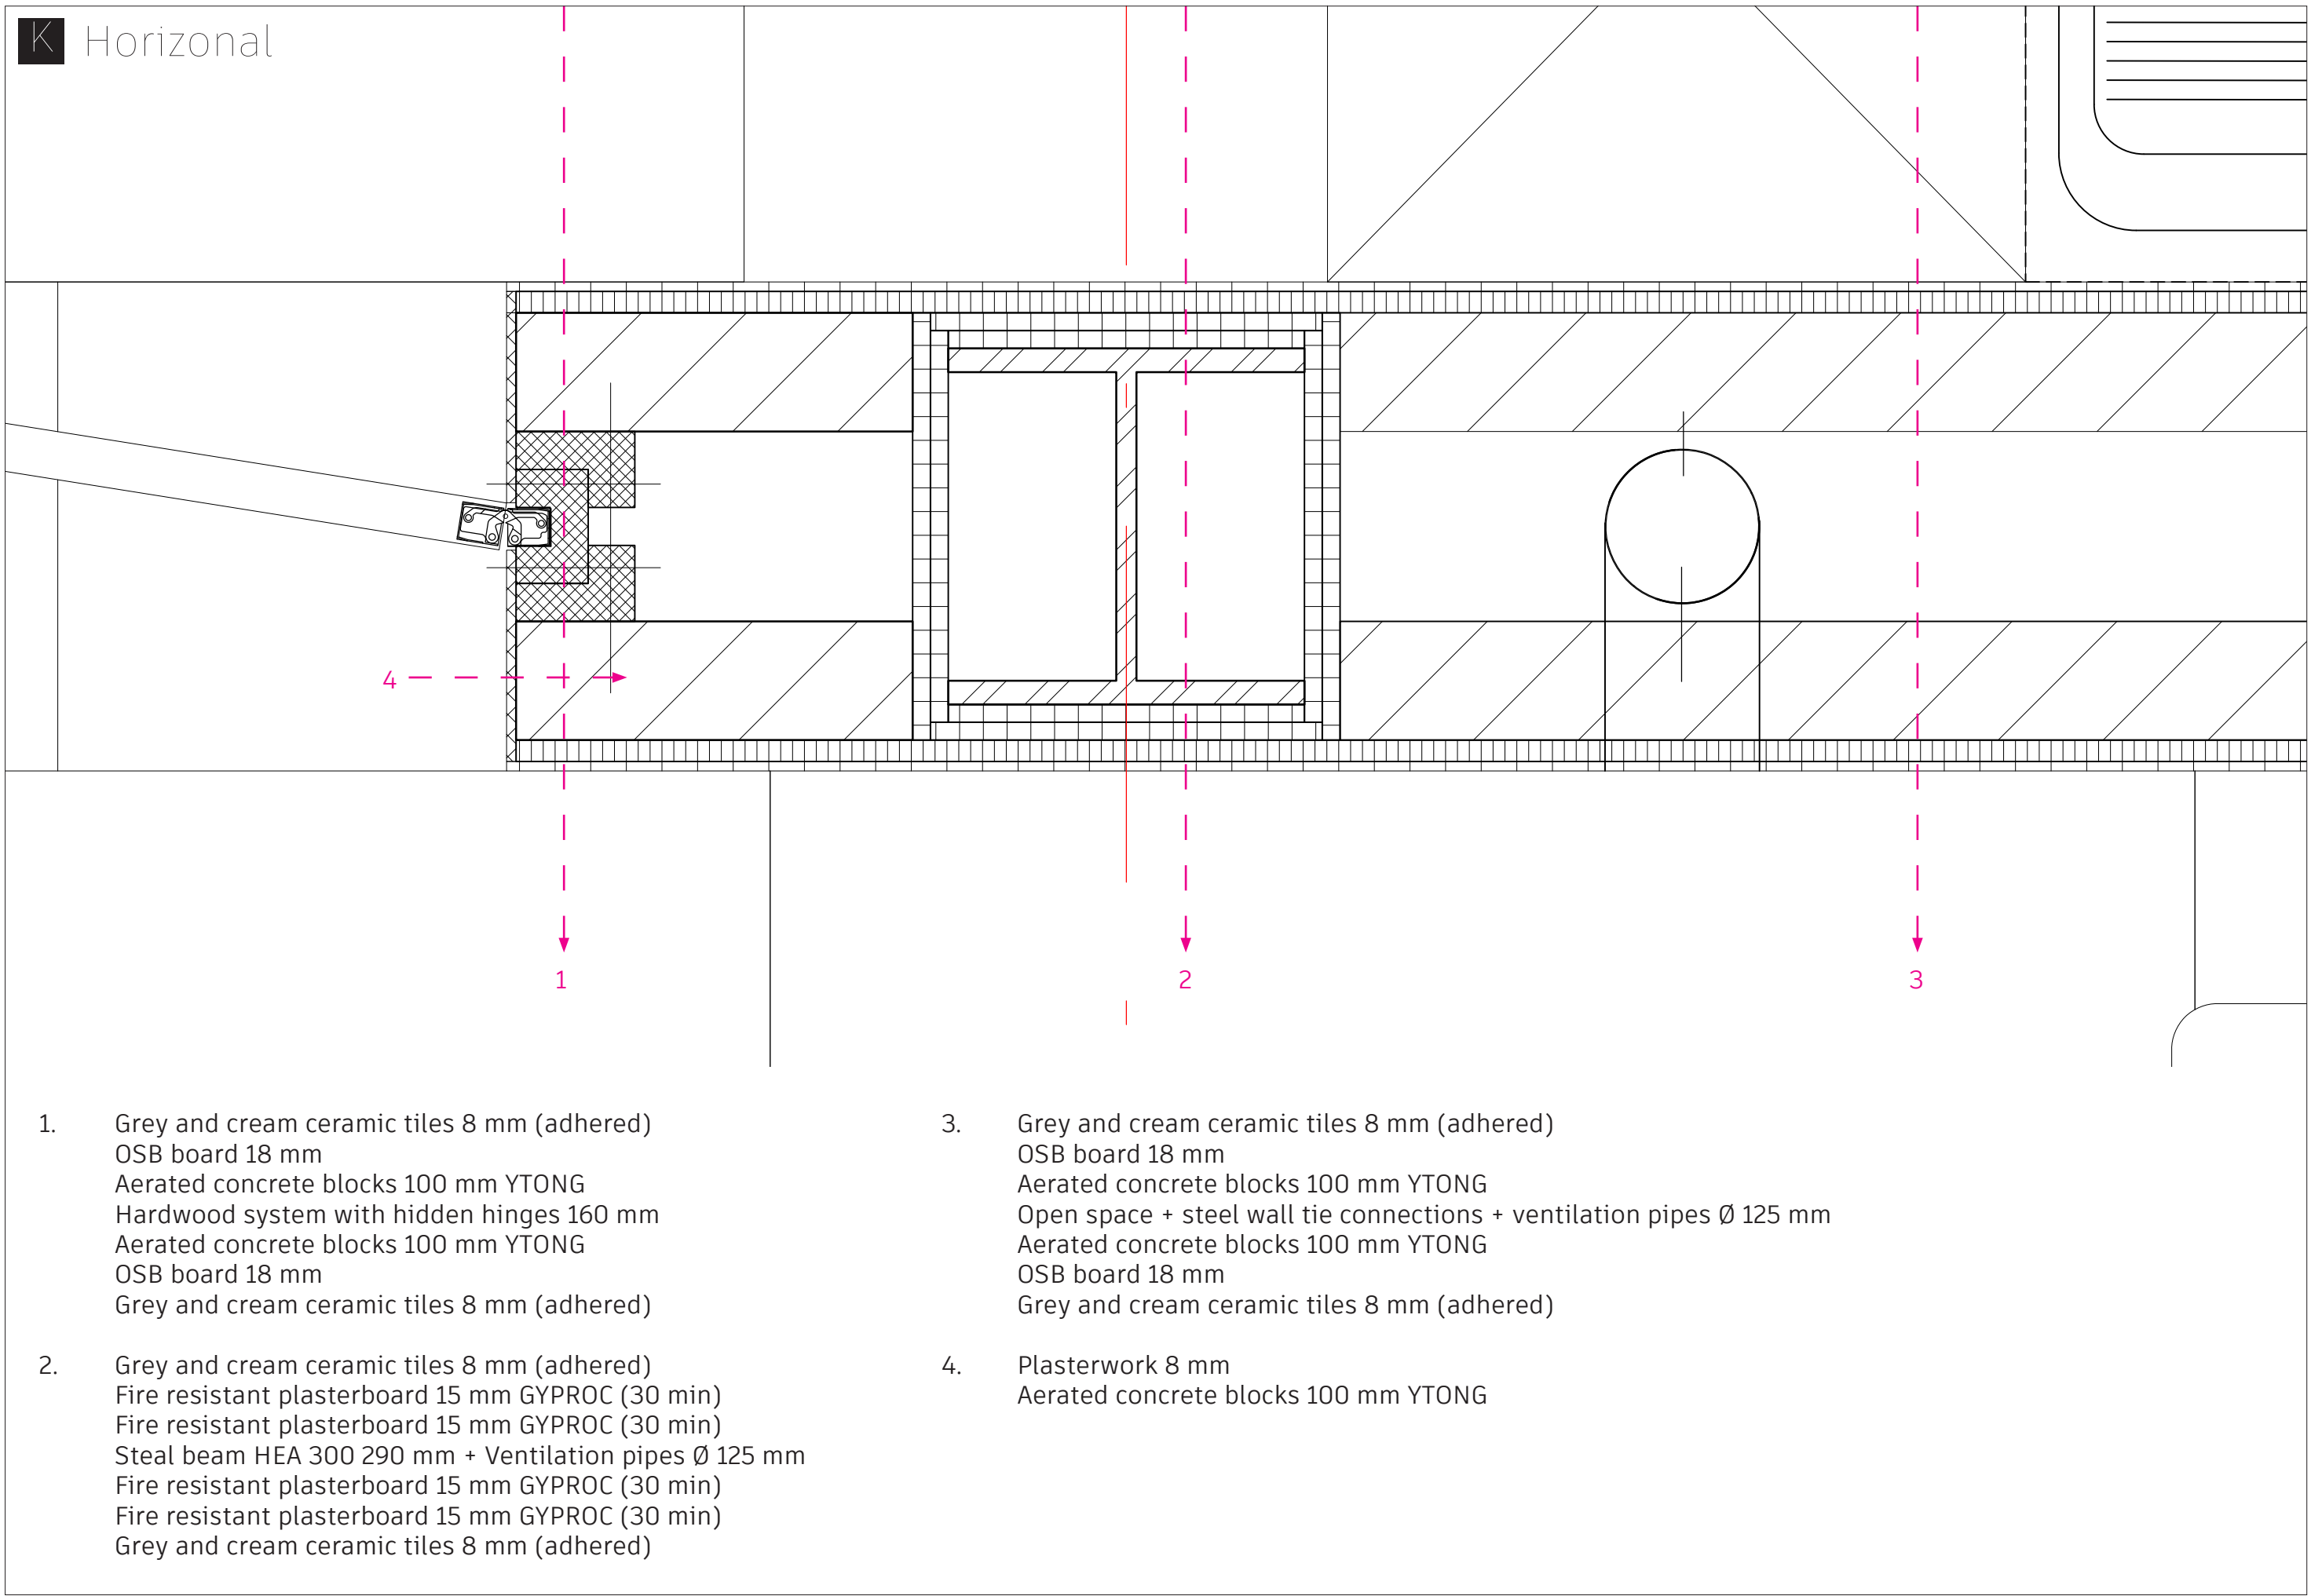 K Horizonal
4
1
2
3
1. Grey and cream ceramic tiles 8 mm (adhered)
OSB board 18 mm
Aerated concrete blocks 100 mm YTONG
Hardwood system with hidden hinges 160 mm
Aerated concrete blocks 100 mm YTONG
OSB board 18 mm
Grey and cream ceramic tiles 8 mm (adhered)
2. Grey and cream ceramic tiles 8 mm (adhered)
Fire resistant plasterboard 15 mm GYPROC (30 min)
Fire resistant plasterboard 15 mm GYPROC (30 min)
Steal beam HEA 300 290 mm + Ventilation pipes Ø 125 mm
Fire resistant plasterboard 15 mm GYPROC (30 min)
Fire resistant plasterboard 15 mm GYPROC (30 min)
Grey and cream ceramic tiles 8 mm (adhered)
3. Grey and cream ceramic tiles 8 mm (adhered)
OSB board 18 mm
Aerated concrete blocks 100 mm YTONG
Open space + steel wall tie connections + ventilation pipes Ø 125 mm
Aerated concrete blocks 100 mm YTONG
OSB board 18 mm
Grey and cream ceramic tiles 8 mm (adhered)
4. Plasterwork 8 mm
Aerated concrete blocks 100 mm YTONG